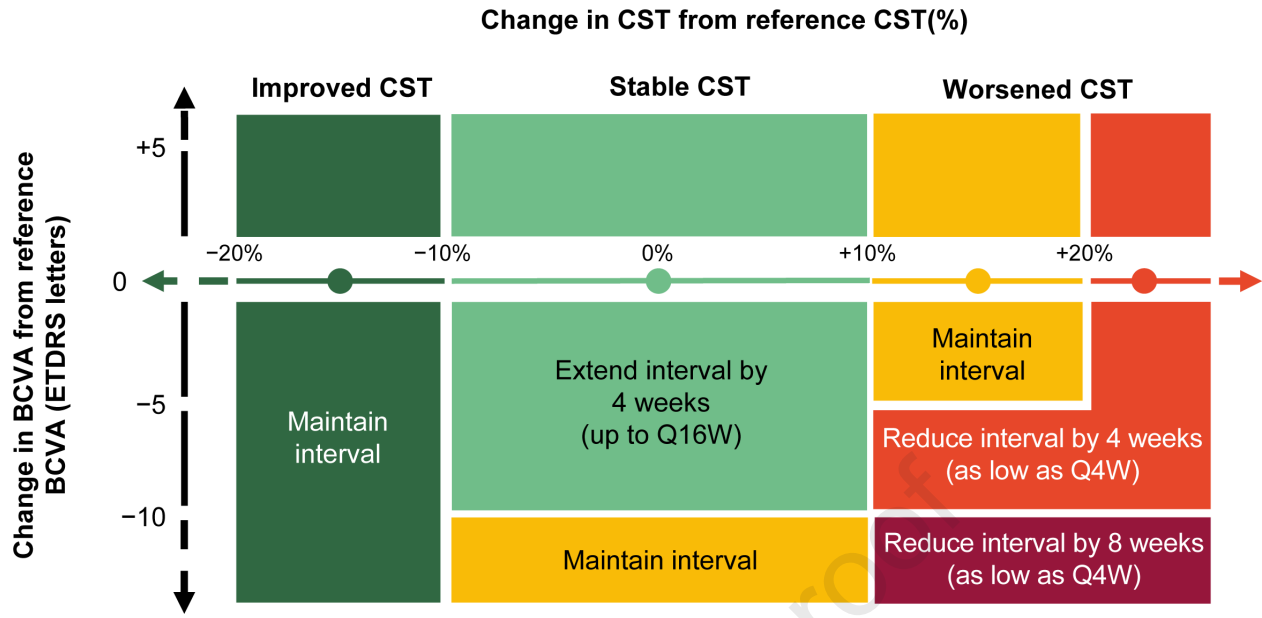 Change in CST from reference CST(%)
Improved CST
Stable CST
Worsened CST
Change in BCVA from reference
BCVA (ETDRS letters)
+5
−20%
−10%
0%
+10%
+20%
0
−5
−10
Maintain
interval
Extend interval by
4 weeks
(up to Q16W)
Maintain
interval
Reduce interval by 4 weeks
(as low as Q4W)
Maintain interval
Reduce interval by 8 weeks
(as low as Q4W)
roof